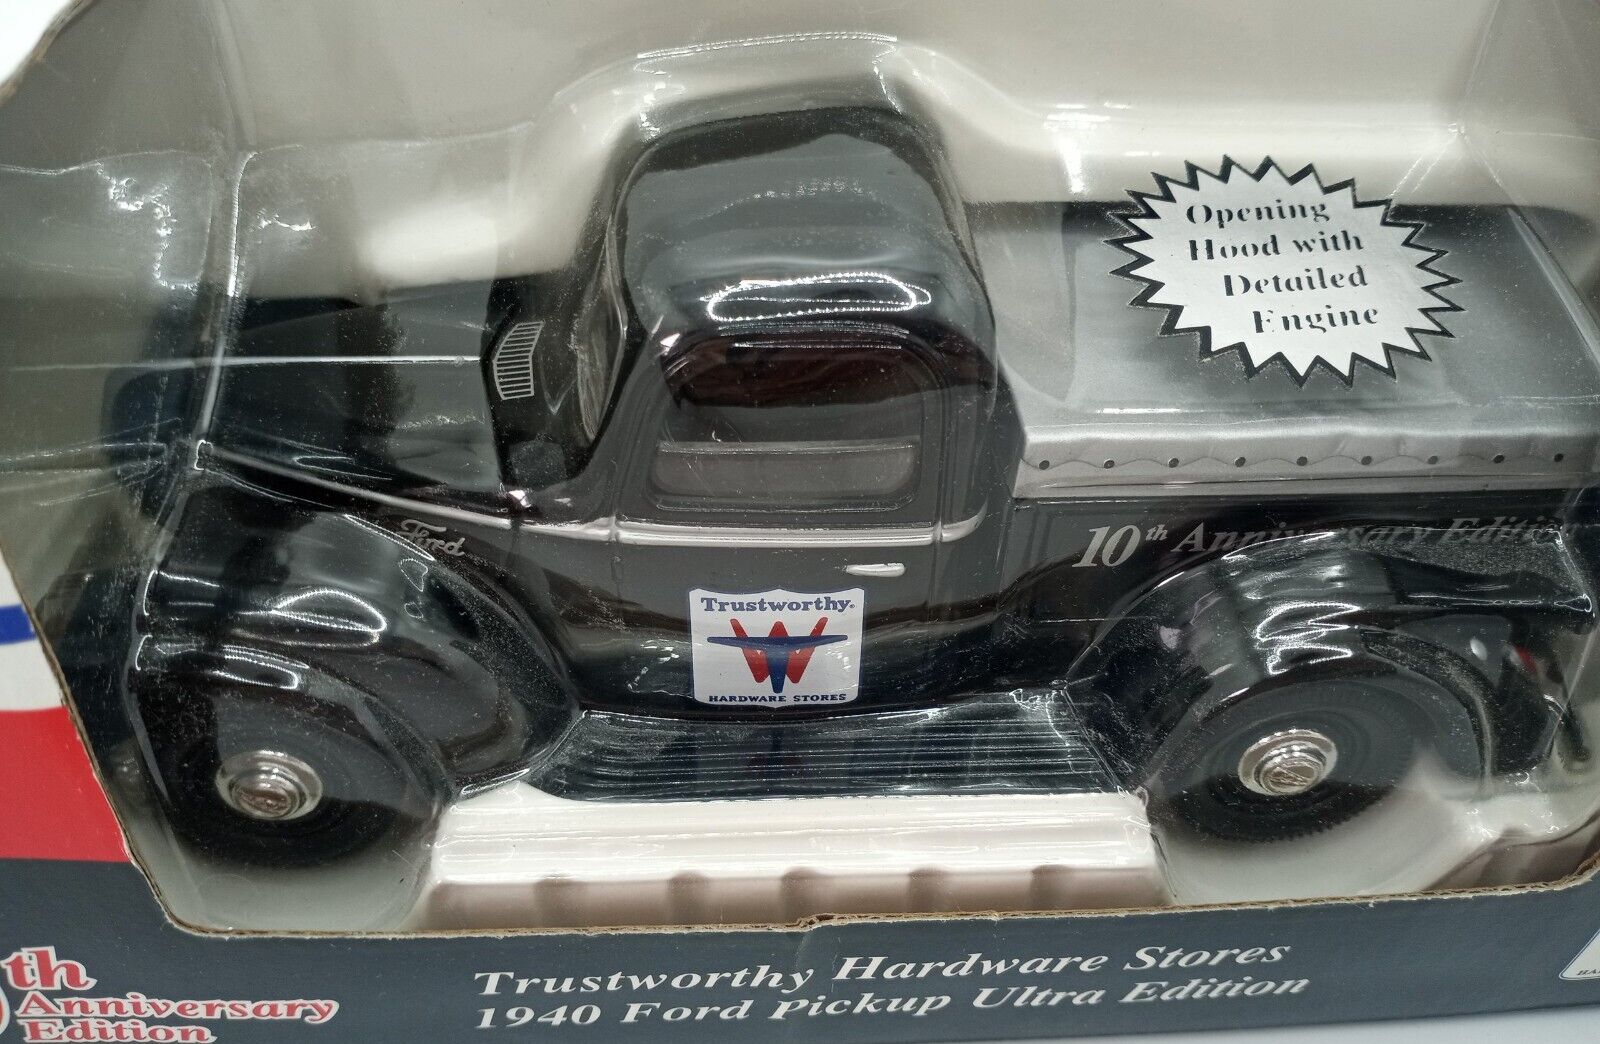 Opening
Hood with
Detailed
Engine
Ford
10th Anniversary Edition
Trustworthy®
HARDWARE STORES
th
Anniversary
Edition
Trustworthy Hardware Stores
1940 Ford Pickup Ultra Edition